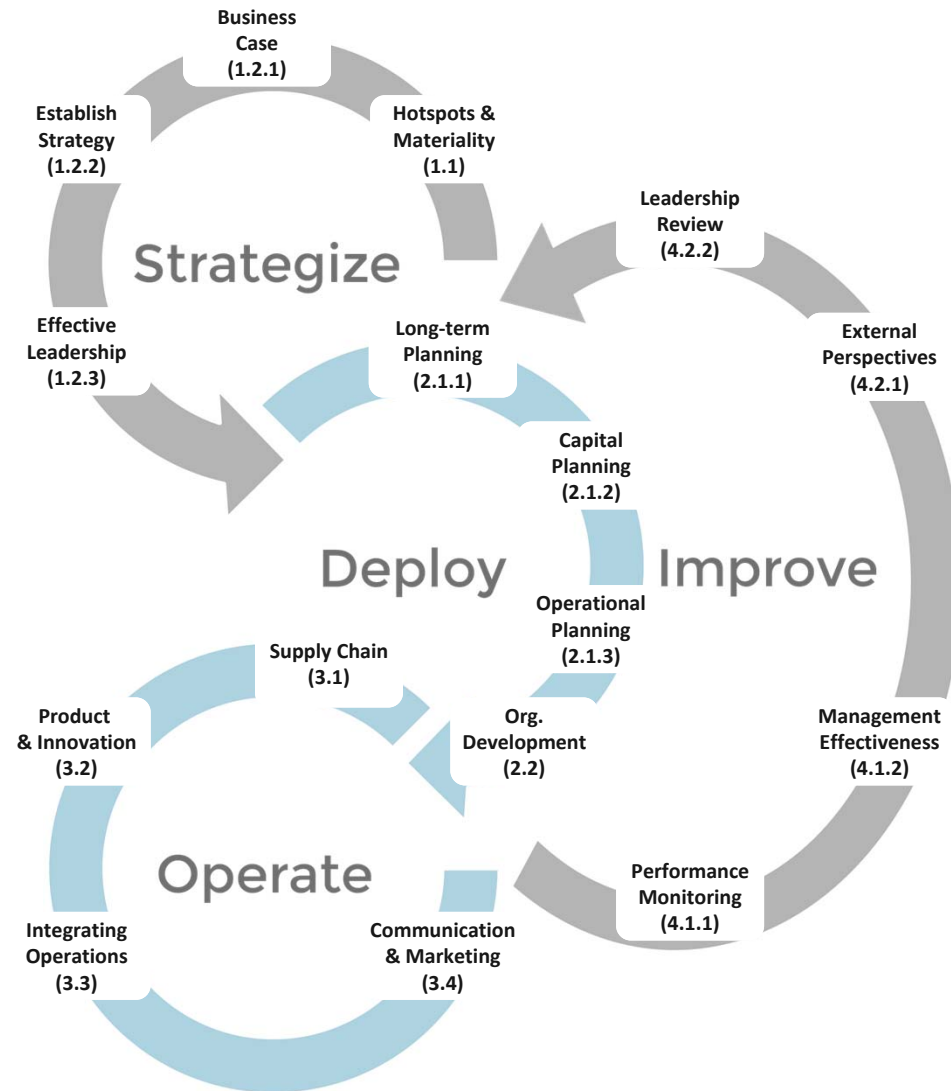 Business
Case
(1.2.1)
Establish
Strategy
(1.2.2)
Hotspots &
Materiality
(1.1)
Strategize
Effective
Leadership
(1.2.3)
Leadership
Review
(4.2.2)
External
Perspectives
(4.2.1)
Long-term
Planning
(2.1.1)
Capital
Planning
(2.1.2)
Deploy
Improve
Operational
Planning
(2.1.3)
Org.
Development
(2.2)
Supply Chain
(3.1)
Product
& Innovation
(3.2)
Management
Effectiveness
(4.1.2)
Operate
Performance
Monitoring
(4.1.1)
Integrating
Operations
(3.3)
Communication
& Marketing
(3.4)